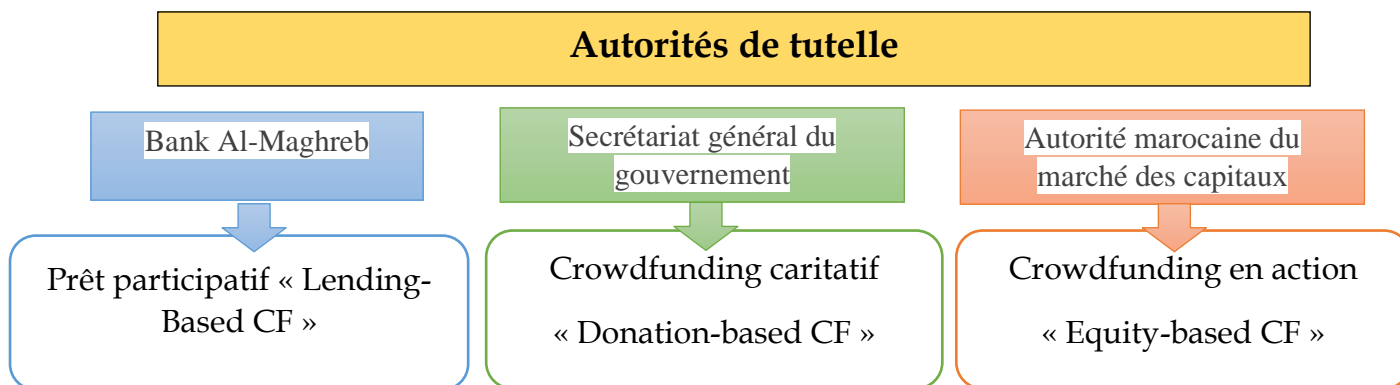 Autorités de tutelle
Bank Al-Maghreb
Secrétariat général du
gouvernement
Autorité marocaine du
marché des capitaux
Prêt participatif « Lending-
Based CF »
Crowdfunding caritatif
« Donation-based CF »
Crowdfunding en action
« Equity-based CF »